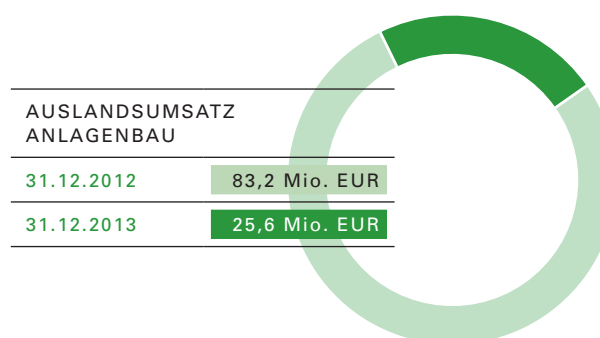 AUSLANDSUMSATZ
ANLAGENBAU
31.12.2012 83,2 Mio. EUR
31.12.2013 25,6 Mio. EUR